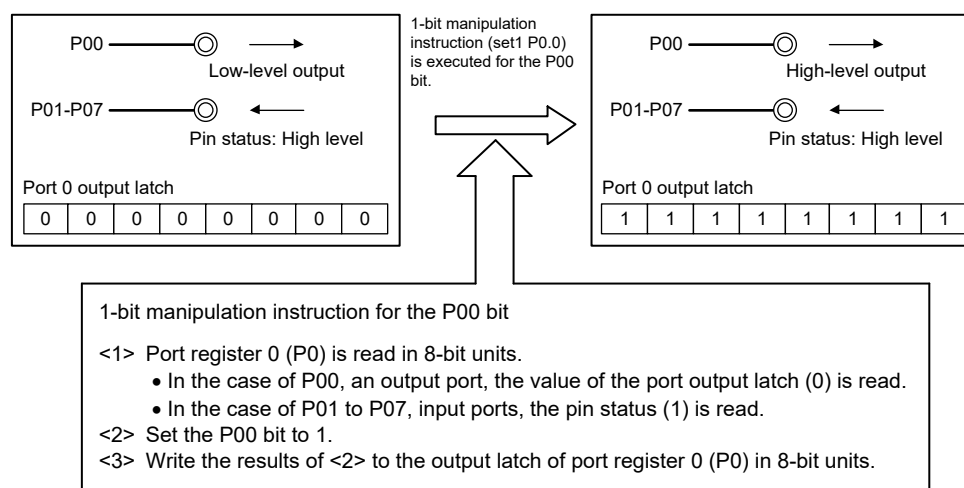 P00
Low-level output
P01-P07
Pin status: High level
Port 0 output latch
0 0 0 0 0 0 0 0
1-bit manipulation
instruction (set1 P0.0)
is executed for the P00
bit.
P00
High-level output
P01-P07
Pin status: High level
Port 0 output latch
1 1 1 1 1 1 1 1
1-bit manipulation instruction for the P00 bit
<1> Port register 0 (P0) is read in 8-bit units.
• In the case of P00, an output port, the value of the port output latch (0) is read.
• In the case of P01 to P07, input ports, the pin status (1) is read.
<2> Set the P00 bit to 1.
<3> Write the results of <2> to the output latch of port register 0 (P0) in 8-bit units.